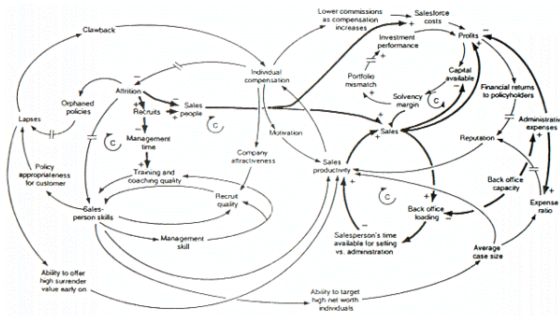 Clawback
Lower commissions
as compensation
increases
Salesforce
costs
Investment
performance
Profits
Individual
compensation
Portfolio
mismatch
Capital
available
Attrition
Orphaned
policies
Recruits
Sales
people
Solvency
margin
C
Financial returns
to policyholders
Lapses
C
C
Management
time
Motivation
Sales
Reputation
Administrative
expenses
Company
attractiveness
Policy
appropriateness
for customer
Training and
coaching quality
Sales
productivity
Back office
capacity
Sales-
person skills
Recruit
quality
C
Back office
loading
Expense
ratio
Management
skill
Salesperson's time
available for selling
vs. administration
Average
case size
Ability to offer
high surrender
value early on
Ability to target
high net worth
individuals